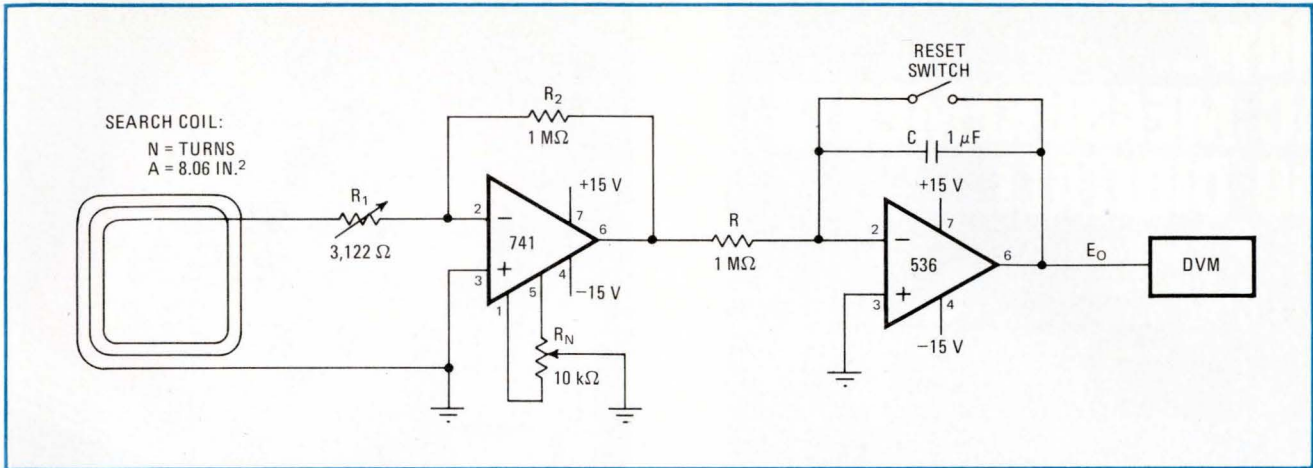 SEARCH COIL:
N = TURNS
A = 8.06 IN.²
R₁
3,122 Ω
R₂
1 MΩ
+15 V
2
−
7
741
6
+
3
5
4
1
−15 V
R_N
10 kΩ
R
1 MΩ
RESET
SWITCH
C
1 μF
+15 V
2
−
7
536
6
+
3
4
−15 V
E_O
DVM